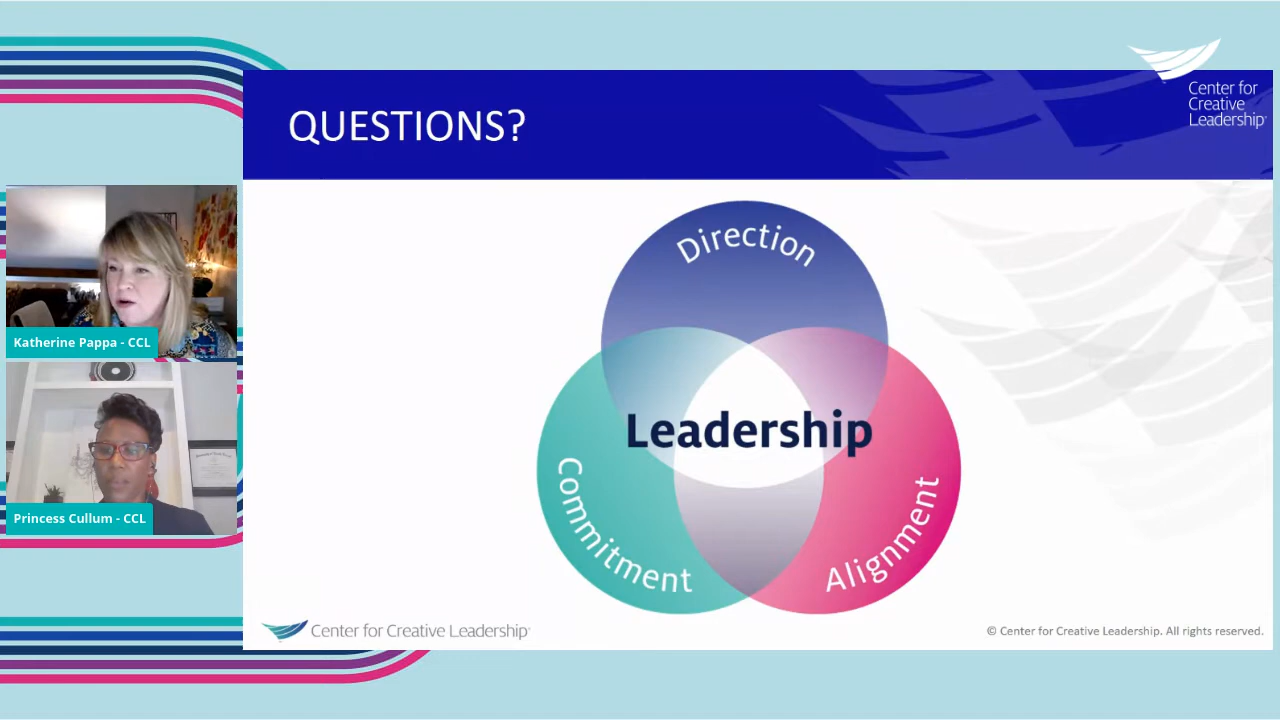 Center for
Creative
Leadership
QUESTIONS?
Direction
Leadership
Commitment
Alignment
Katherine Pappa - CCL
Princess Cullum - CCL
Center for Creative Leadership
© Center for Creative Leadership. All rights reserved.